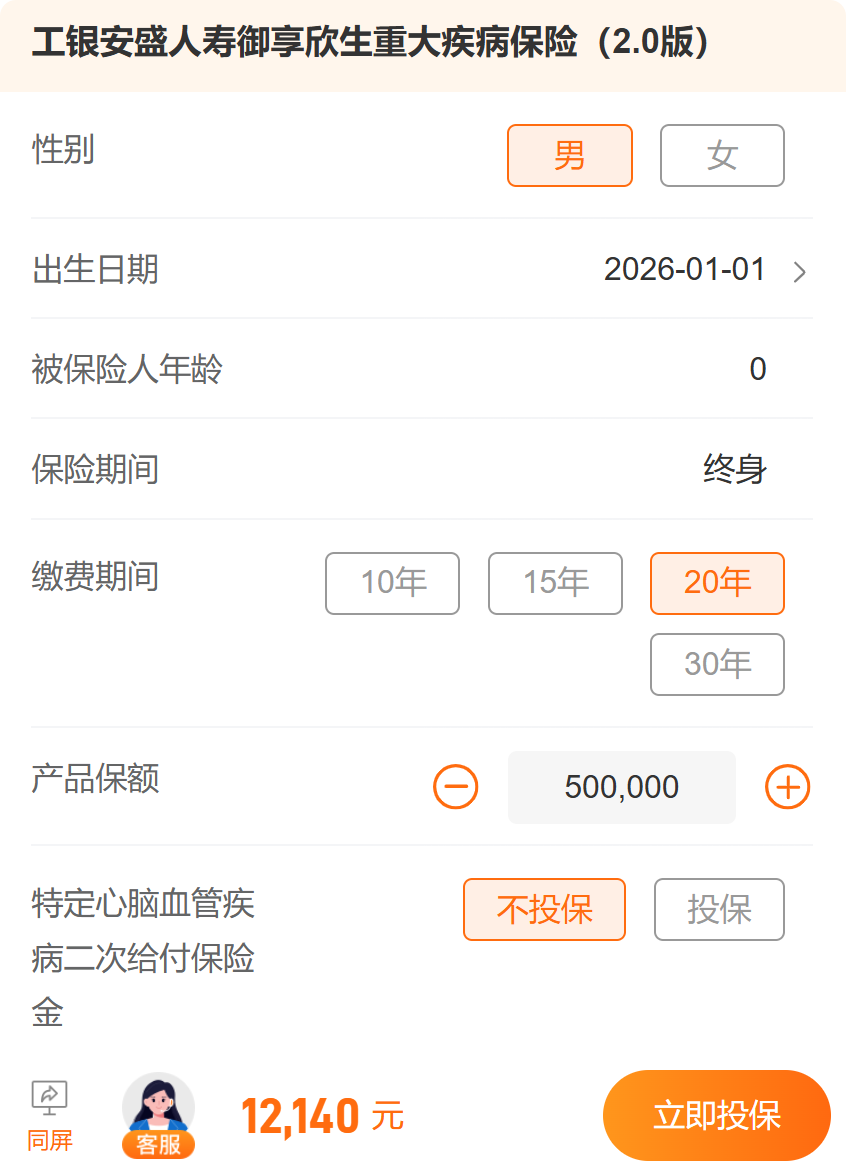 工银安盛人寿御享欣生重大疾病保险（2.0版）
性别 男 女
出生日期 2026-01-01
被保险人年龄 0
保险期间 终身
缴费期间 10年 15年 20年
30年
产品保额 500,000
特定心脑血管疾 不投保 投保
病二次给付保险
金
同屏 客服 12,140 元 立即投保